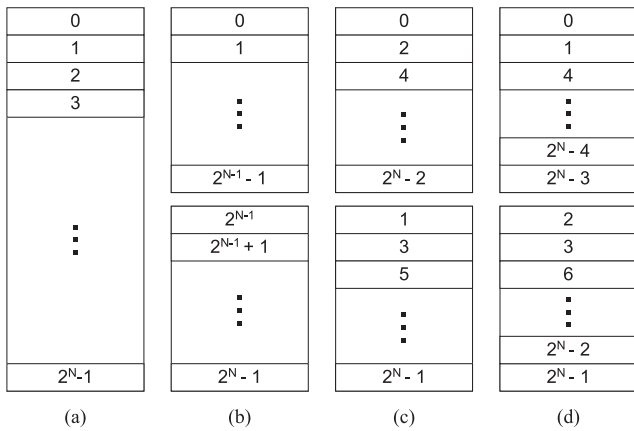 0
1
2
3
⋮
2^N-1
(a)
0
1
⋮
2^{N-1} - 1
2^{N-1}
2^{N-1} + 1
⋮
2^N - 1
(b)
0
2
4
⋮
2^N - 2
1
3
5
⋮
2^N - 1
(c)
0
1
4
⋮
2^N - 4
2^N - 3
2
3
6
⋮
2^N - 2
2^N - 1
(d)